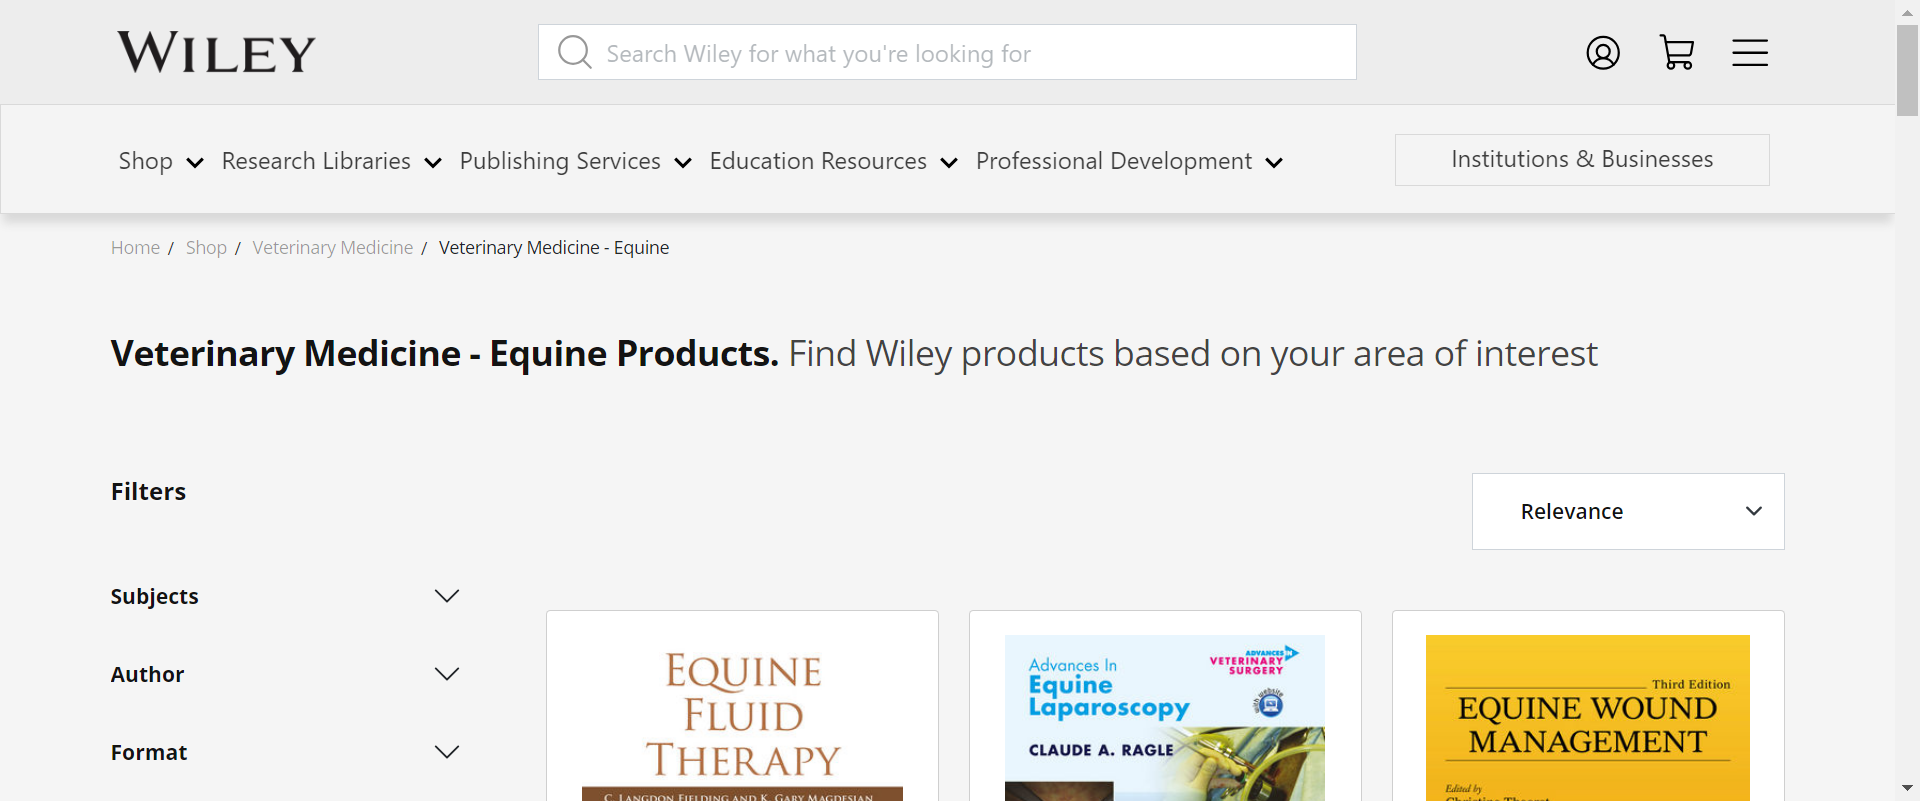 WILEY
Search Wiley for what you're looking for
Shop Research Libraries Publishing Services Education Resources Professional Development Institutions & Businesses
Home / Shop / Veterinary Medicine / Veterinary Medicine - Equine
Veterinary Medicine - Equine Products. Find Wiley products based on your area of interest
Filters
Relevance
Subjects
Author
Format
EQUINE
FLUID
THERAPY
C. LANGDON FIELDING AND K. GARY MAGDESIAN
ADVANCES IN
VETERINARY
SURGERY
Advances In
Equine
Laparoscopy
with website
CLAUDE A. RAGLE
Third Edition
EQUINE WOUND
MANAGEMENT
Edited by
Christine Theoret